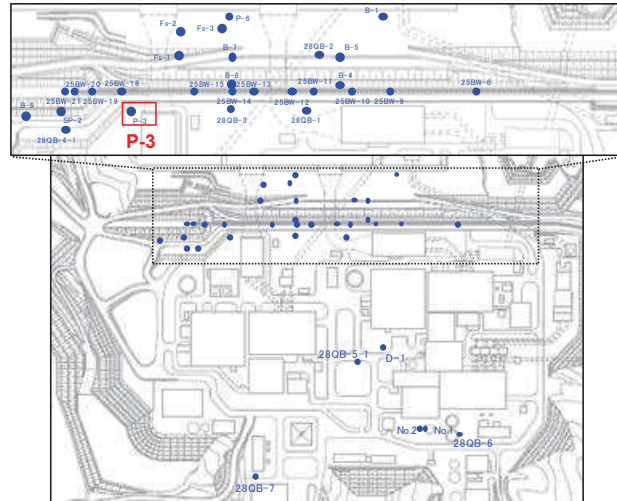 P-6
B-1
Fs-2
Fs-3
28QB-2
Fs-1
B-7
B-5
B-6
B-4
25BW-20
25BW-18
25BW-15
25BW-13
25BW-11
25BW-6
B-9
25BW-21
25BW-19
25BW-14
25BW-12
25BW-10
25BW-9
SP-2
P-3
28QB-3
28QB-1
28QB-4-1
P-3
28QB-5-1
D-1
No.2
No.1
28QB-6
28QB-7